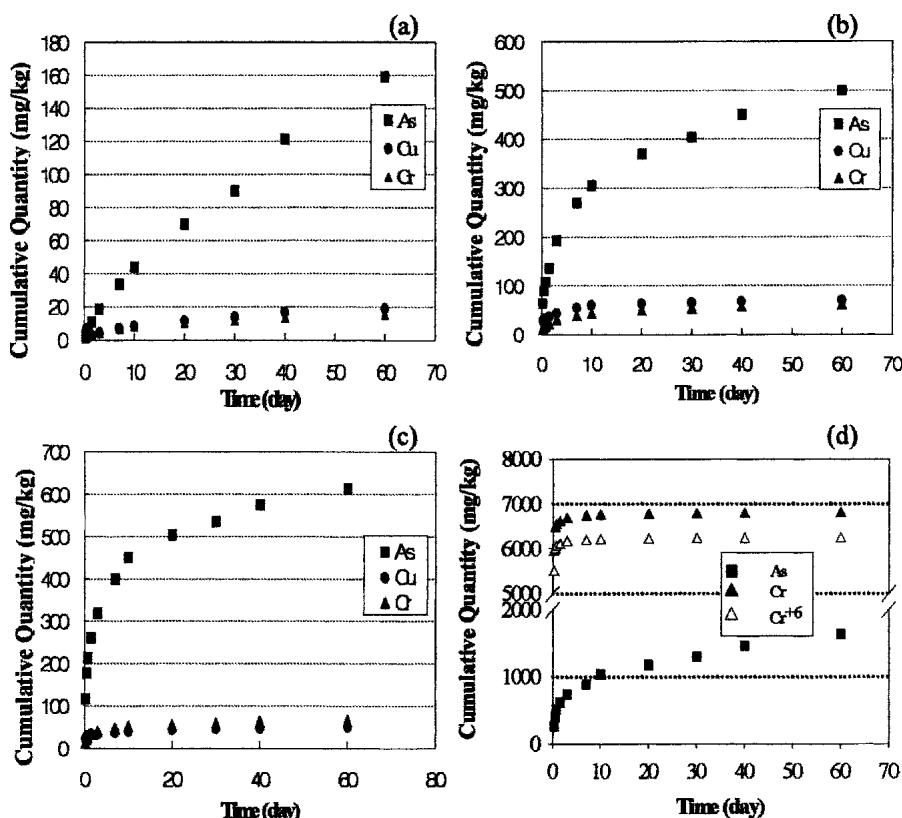 (a)
Cumulative Quantity (mg/kg)
180
160
140
120
100
80
60
40
20
0
0 10 20 30 40 50 60 70
Time (day)
As
Cu
Cr
(b)
Cumulative Quantity (mg/kg)
600
500
400
300
200
100
0
0 10 20 30 40 50 60 70
Time (day)
As
Cu
Cr
(c)
Cumulative Quantity (mg/kg)
700
600
500
400
300
200
100
0
0 20 40 60 80
Time (day)
As
Cu
Cr
(d)
Cumulative Quantity (mg/kg)
8000
7000
6000
5000
2000
1000
0
0 10 20 30 40 50 60 70
Time (day)
As
Cr
Cr+6